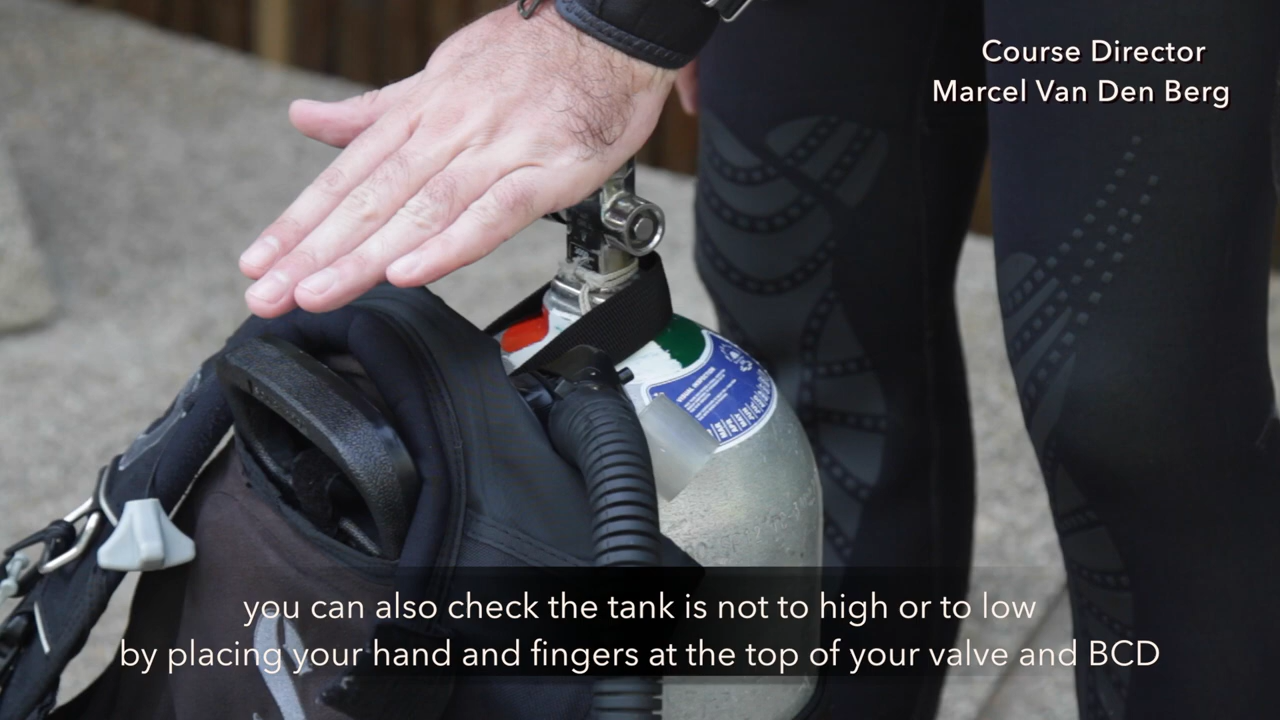 Course Director
Marcel Van Den Berg
you can also check the tank is not to high or to low
by placing your hand and fingers at the top of your valve and BCD